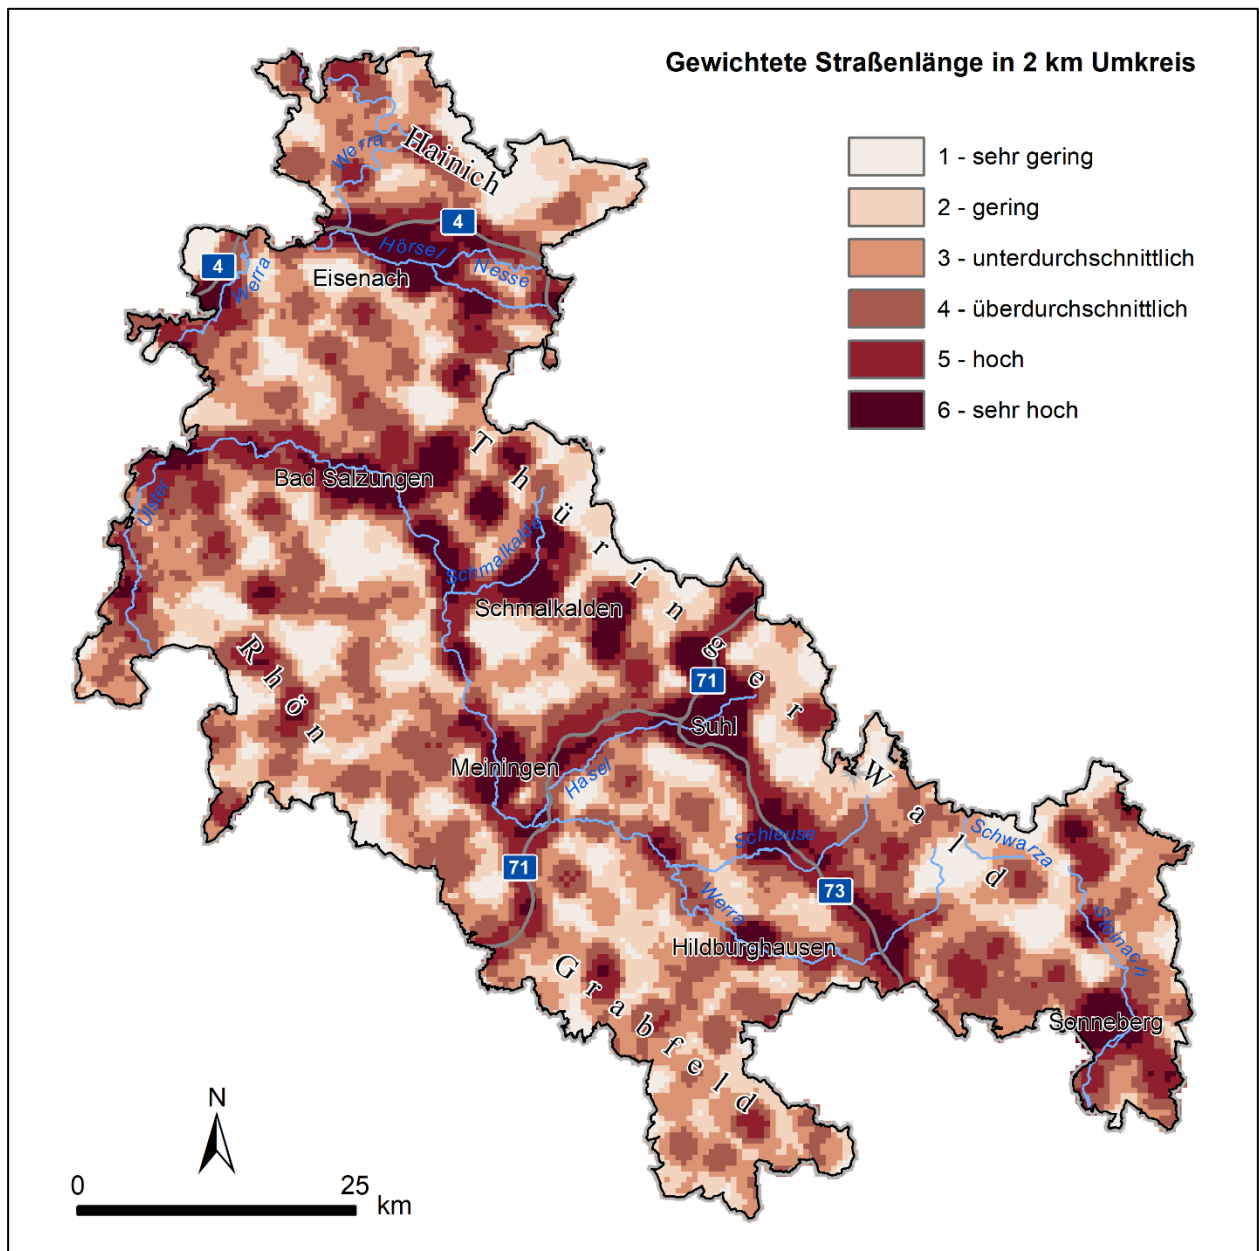 Gewichtete Straßenlänge in 2 km Umkreis
1 - sehr gering
2 - gering
3 - unterdurchschnittlich
4 - überdurchschnittlich
5 - hoch
6 - sehr hoch
Werra
Hainich
4
Hörsel
Nesse
4
Werra
Eisenach
Thüringer Wald
Bad Salzungen
Ulster
Schmalkalde
Schmalkalden
Rhön
71
Suhl
Meiningen
Hasel
Schleuse
Schwarza
71
73
Werra
Steinach
Hildburghausen
Grabfeld
Sonneberg
N
0 25
km